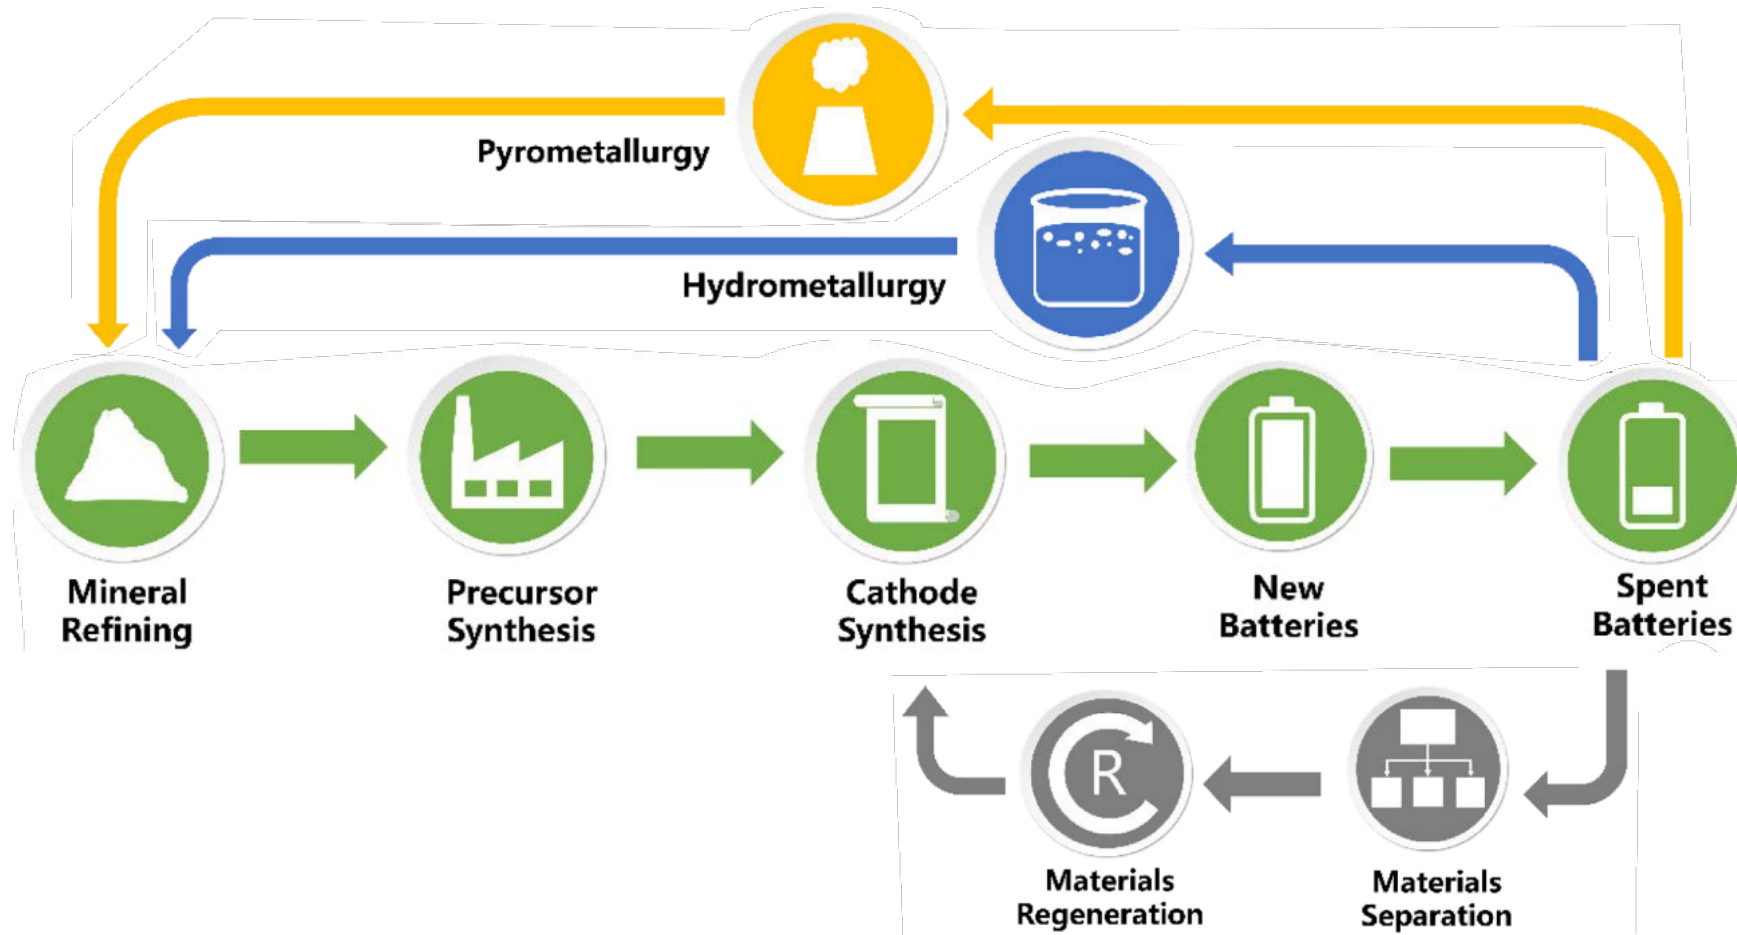 Pyrometallurgy
Hydrometallurgy
Mineral
Refining
Precursor
Synthesis
Cathode
Synthesis
New
Batteries
Spent
Batteries
R
Materials
Regeneration
Materials
Separation